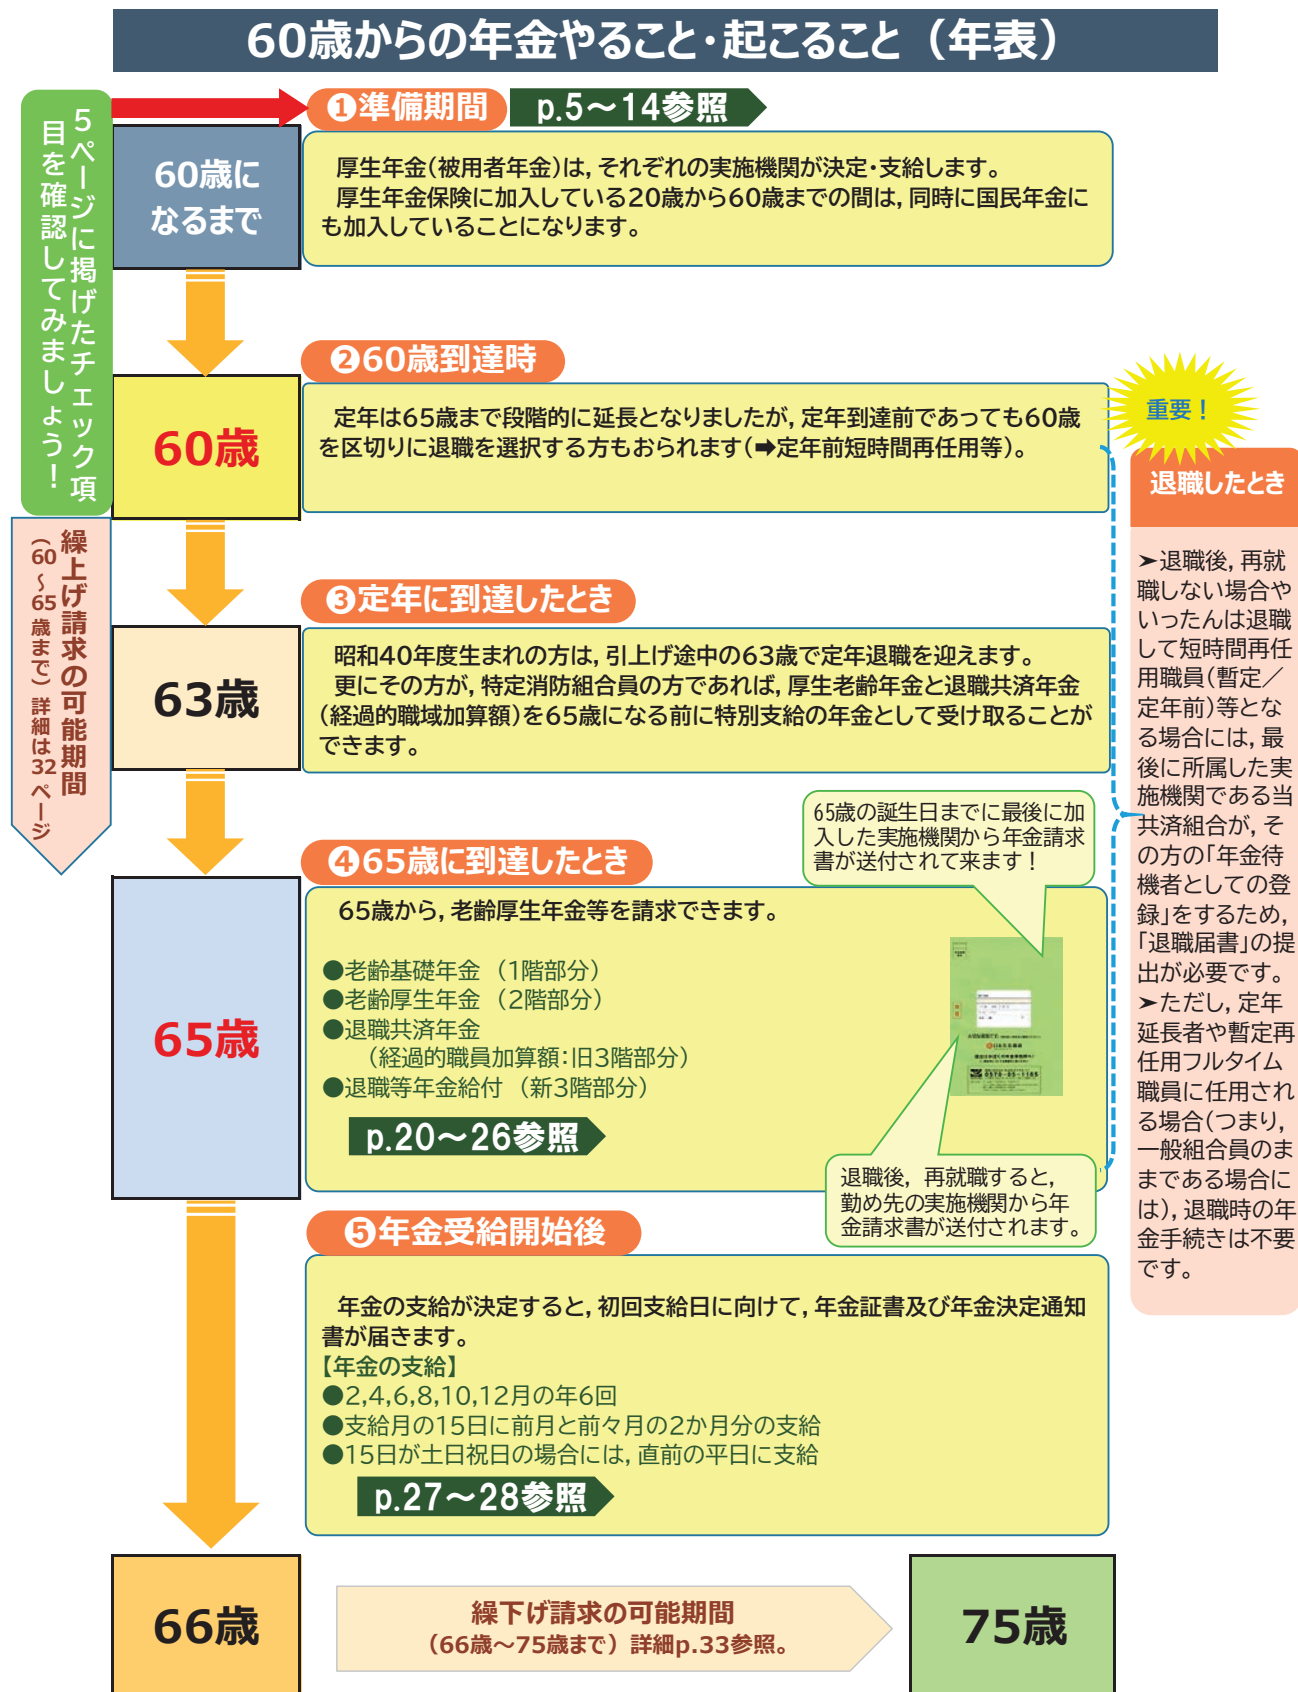 60歳からの年金やること・起こること（年表）
5ページに掲げたチェック項
目を確認してみましょう！
❶準備期間
p.5～14参照
60歳に
なるまで
厚生年金（被用者年金）は，それぞれの実施機関が決定・支給します。
厚生年金保険に加入している20歳から60歳までの間は，同時に国民年金に
も加入していることになります。
❷60歳到達時
60歳
定年は65歳まで段階的に延長となりましたが，定年到達前であっても60歳
を区切りに退職を選択する方もおられます（➡定年前短時間再任用等）。
繰上げ請求の可能期間
（60～65歳まで）詳細は32ページ
❸定年に到達したとき
63歳
昭和40年度生まれの方は，引上げ途中の63歳で定年退職を迎えます。
更にその方が，特定消防組合員の方であれば，厚生老齢年金と退職共済年金
（経過的職域加算額）を65歳になる前に特別支給の年金として受け取ることが
できます。
❹65歳に到達したとき
65歳
65歳の誕生日までに最後に加
入した実施機関から年金請求
書が送付されて来ます！
65歳から，老齢厚生年金等を請求できます。
●老齢基礎年金（1階部分）
●老齢厚生年金（2階部分）
●退職共済年金
（経過的職員加算額：旧3階部分）
●退職等年金給付（新3階部分）
p.20～26参照
日本年金機構
0570-05-1165
退職後，再就職すると，
勤め先の実施機関から年
金請求書が送付されます。
❺年金受給開始後
年金の支給が決定すると，初回支給日に向けて，年金証書及び年金決定通知
書が届きます。
【年金の支給】
●2,4,6,8,10,12月の年6回
●支給月の15日に前月と前々月の2か月分の支給
●15日が土日祝日の場合には，直前の平日に支給
p.27～28参照
66歳
繰下げ請求の可能期間
（66歳～75歳まで）詳細p.33参照。
75歳
重要！
退職したとき
➤退職後，再就
職しない場合や
いったんは退職
して短時間再任
用職員（暫定／
定年前）等とな
る場合には，最
後に所属した実
施機関である当
共済組合が，そ
の方の「年金待
機者としての登
録」をするため，
「退職届書」の提
出が必要です。
➤ただし，定年
延長者や暫定再
任用フルタイム
職員に任用され
る場合（つまり，
一般組合員のま
まである場合に
は），退職時の年
金手続きは不要
です。